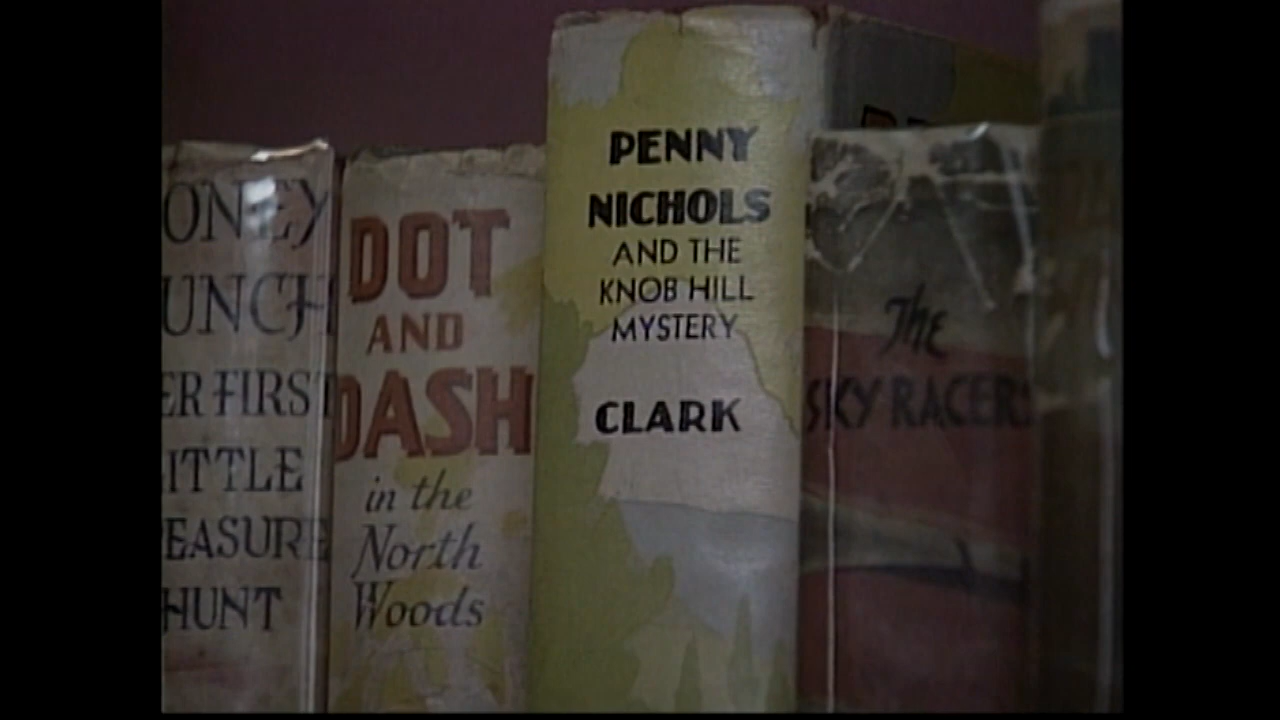 ONEY
UNCH
ER FIRST
ITTLE
EASURE
HUNT
DOT
AND
DASH
in the
North
Woods
PENNY
NICHOLS
AND THE
KNOB HILL
MYSTERY
CLARK
The
SKY RACERS